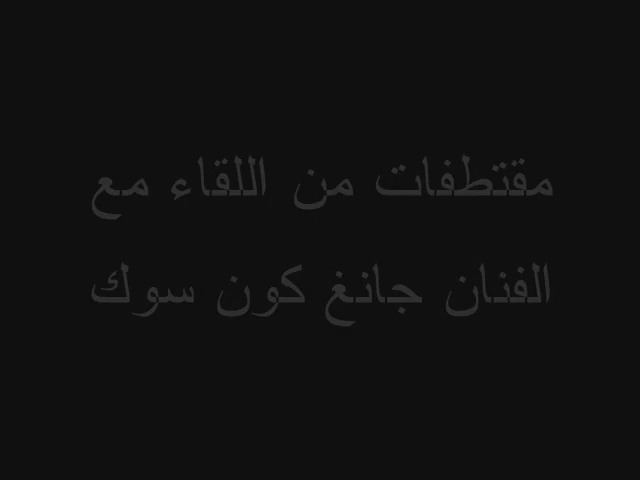 مقتطفات من اللقاء مع
الفنان جانغ كون سوك